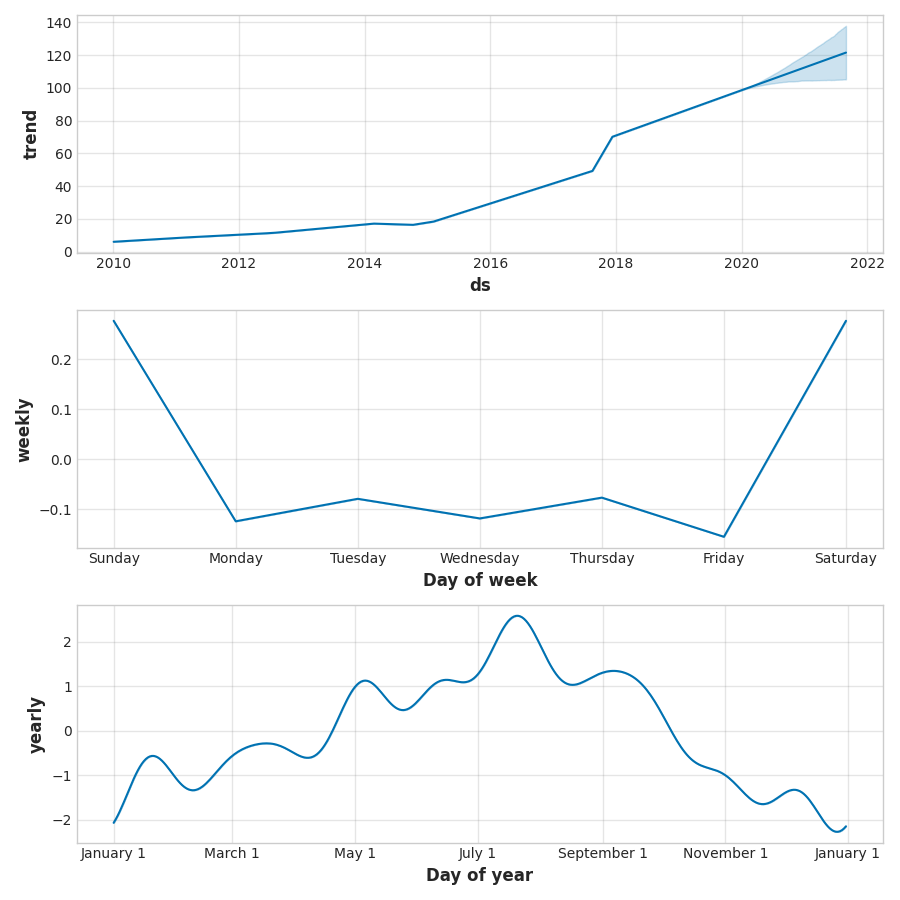 140
120
100
80
60
40
20
0
trend
2010 2012 2014 2016 2018 2020 2022
ds
0.2
0.1
0.0
−0.1
weekly
Sunday Monday Tuesday Wednesday Thursday Friday Saturday
Day of week
2
1
0
−1
−2
yearly
January 1 March 1 May 1 July 1 September 1 November 1 January 1
Day of year